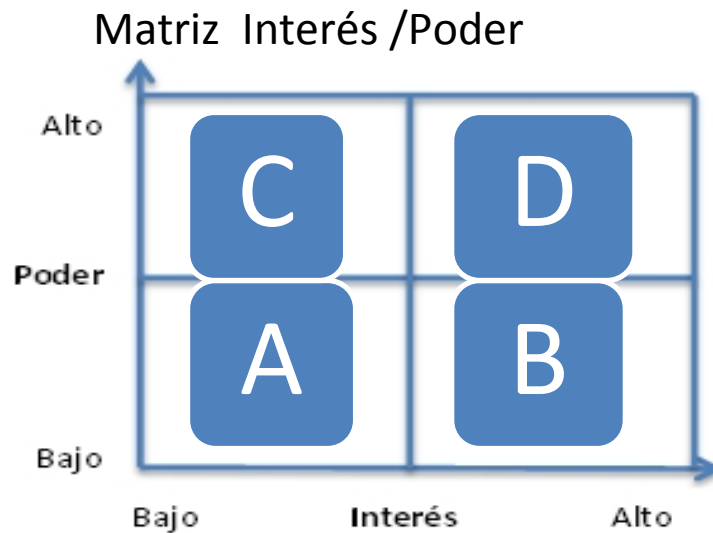 Matriz Interés /Poder
Alto
C D
Poder
A B
Bajo
Bajo Interés Alto